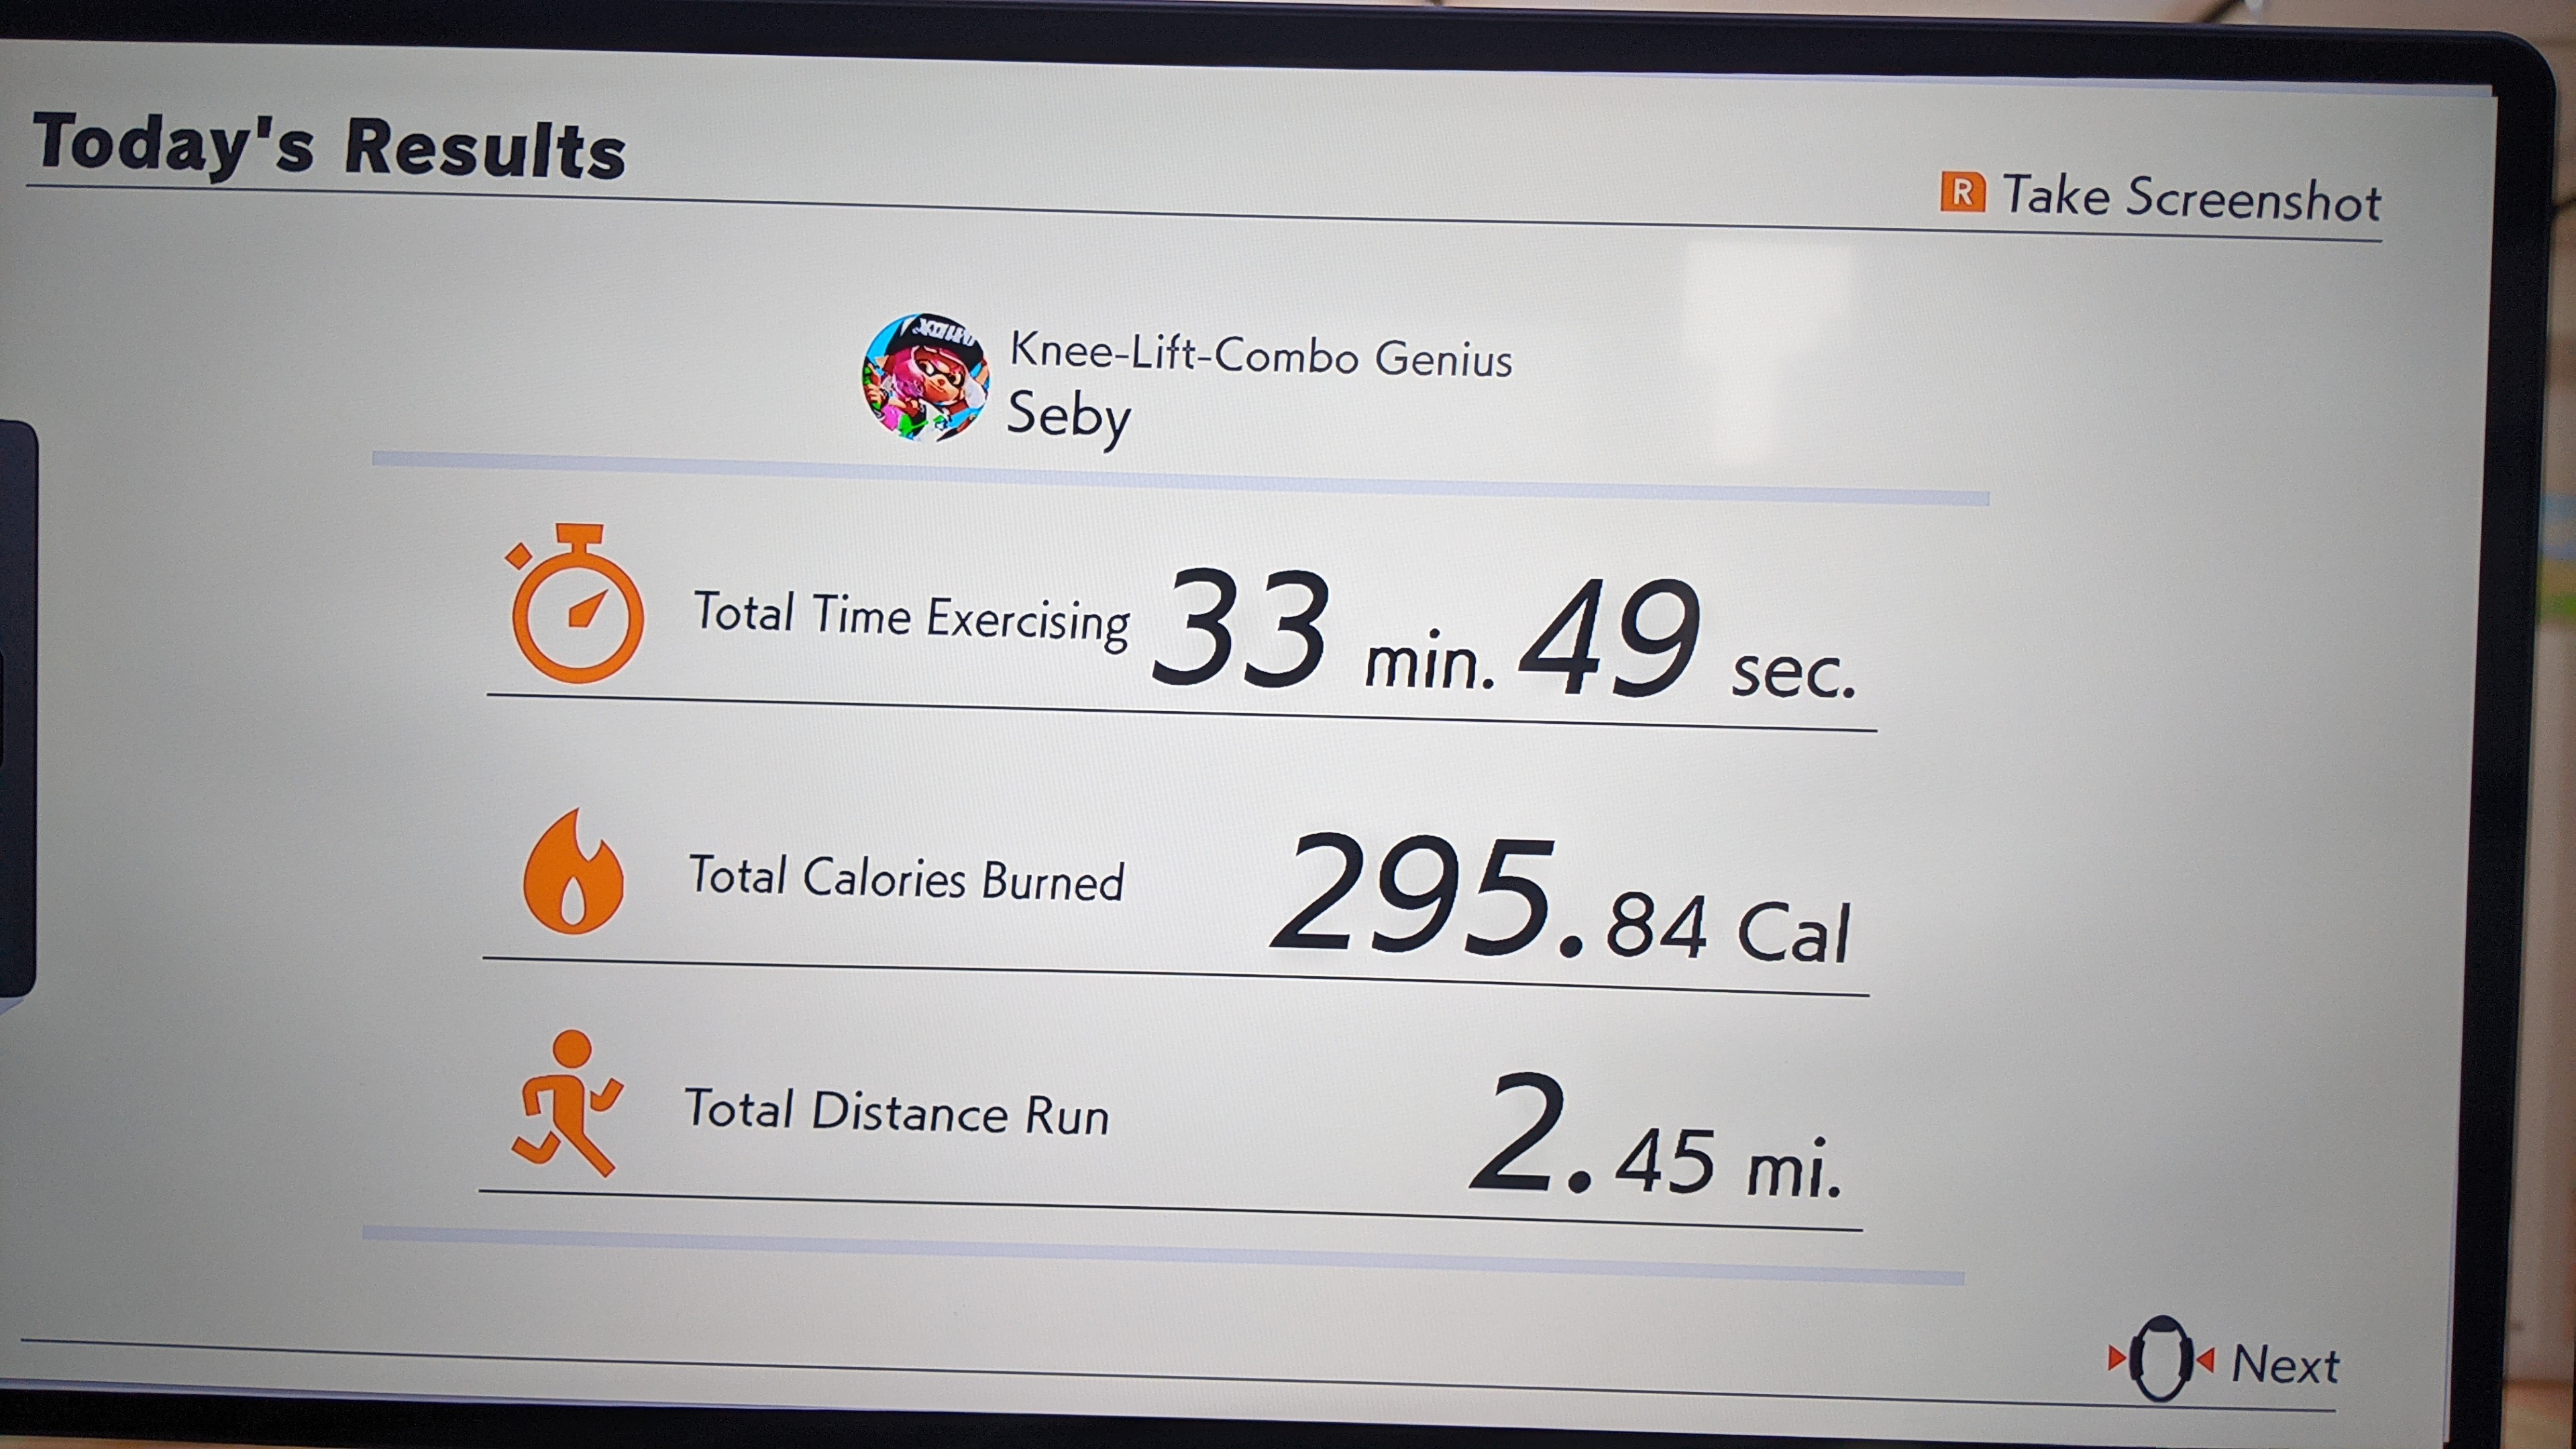 Today's Results
R Take Screenshot
Knee-Lift-Combo Genius
Seby
Total Time Exercising 33 min. 49 sec.
Total Calories Burned 295.84 Cal
Total Distance Run 2.45 mi.
Next